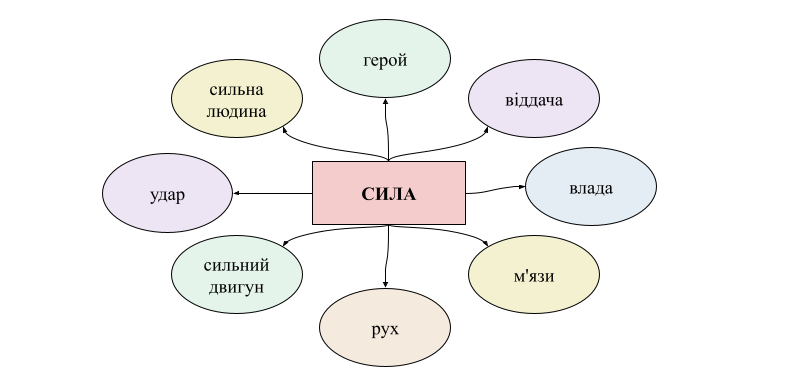 герой
сильна
людина
віддача
удар
СИЛА
влада
сильний
двигун
м'язи
рух